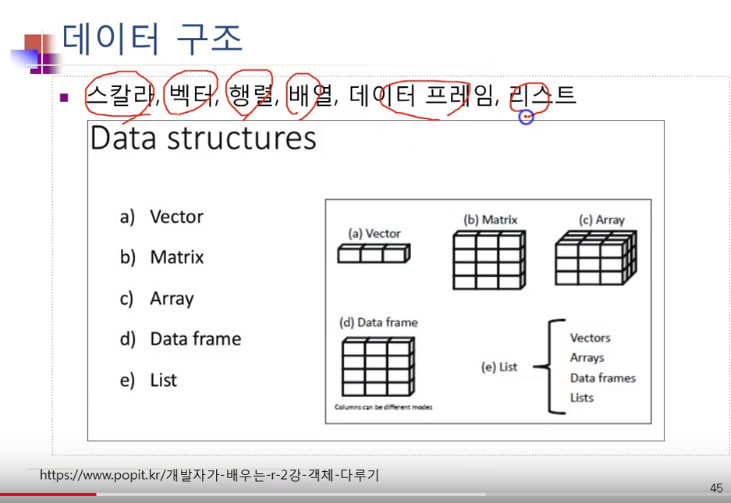 데이터 구조
스칼라, 벡터, 행렬, 배열, 데이터 프레임, 리스트
Data structures
a) Vector
b) Matrix
c) Array
d) Data frame
e) List
(a) Vector
(b) Matrix
(c) Array
(d) Data frame
Columns can be different modes
(e) List
Vectors
Arrays
Data frames
Lists
https://www.popit.kr/개발자가-배우는-r-2강-객체-다루기
45